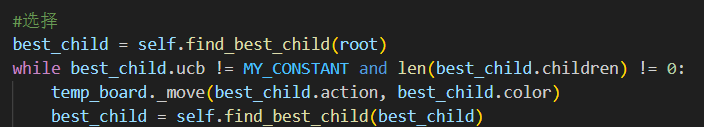 #选择
best_child = self.find_best_child(root)
while best_child.ucb != MY_CONSTANT and len(best_child.children) != 0:
    temp_board._move(best_child.action, best_child.color)
    best_child = self.find_best_child(best_child)